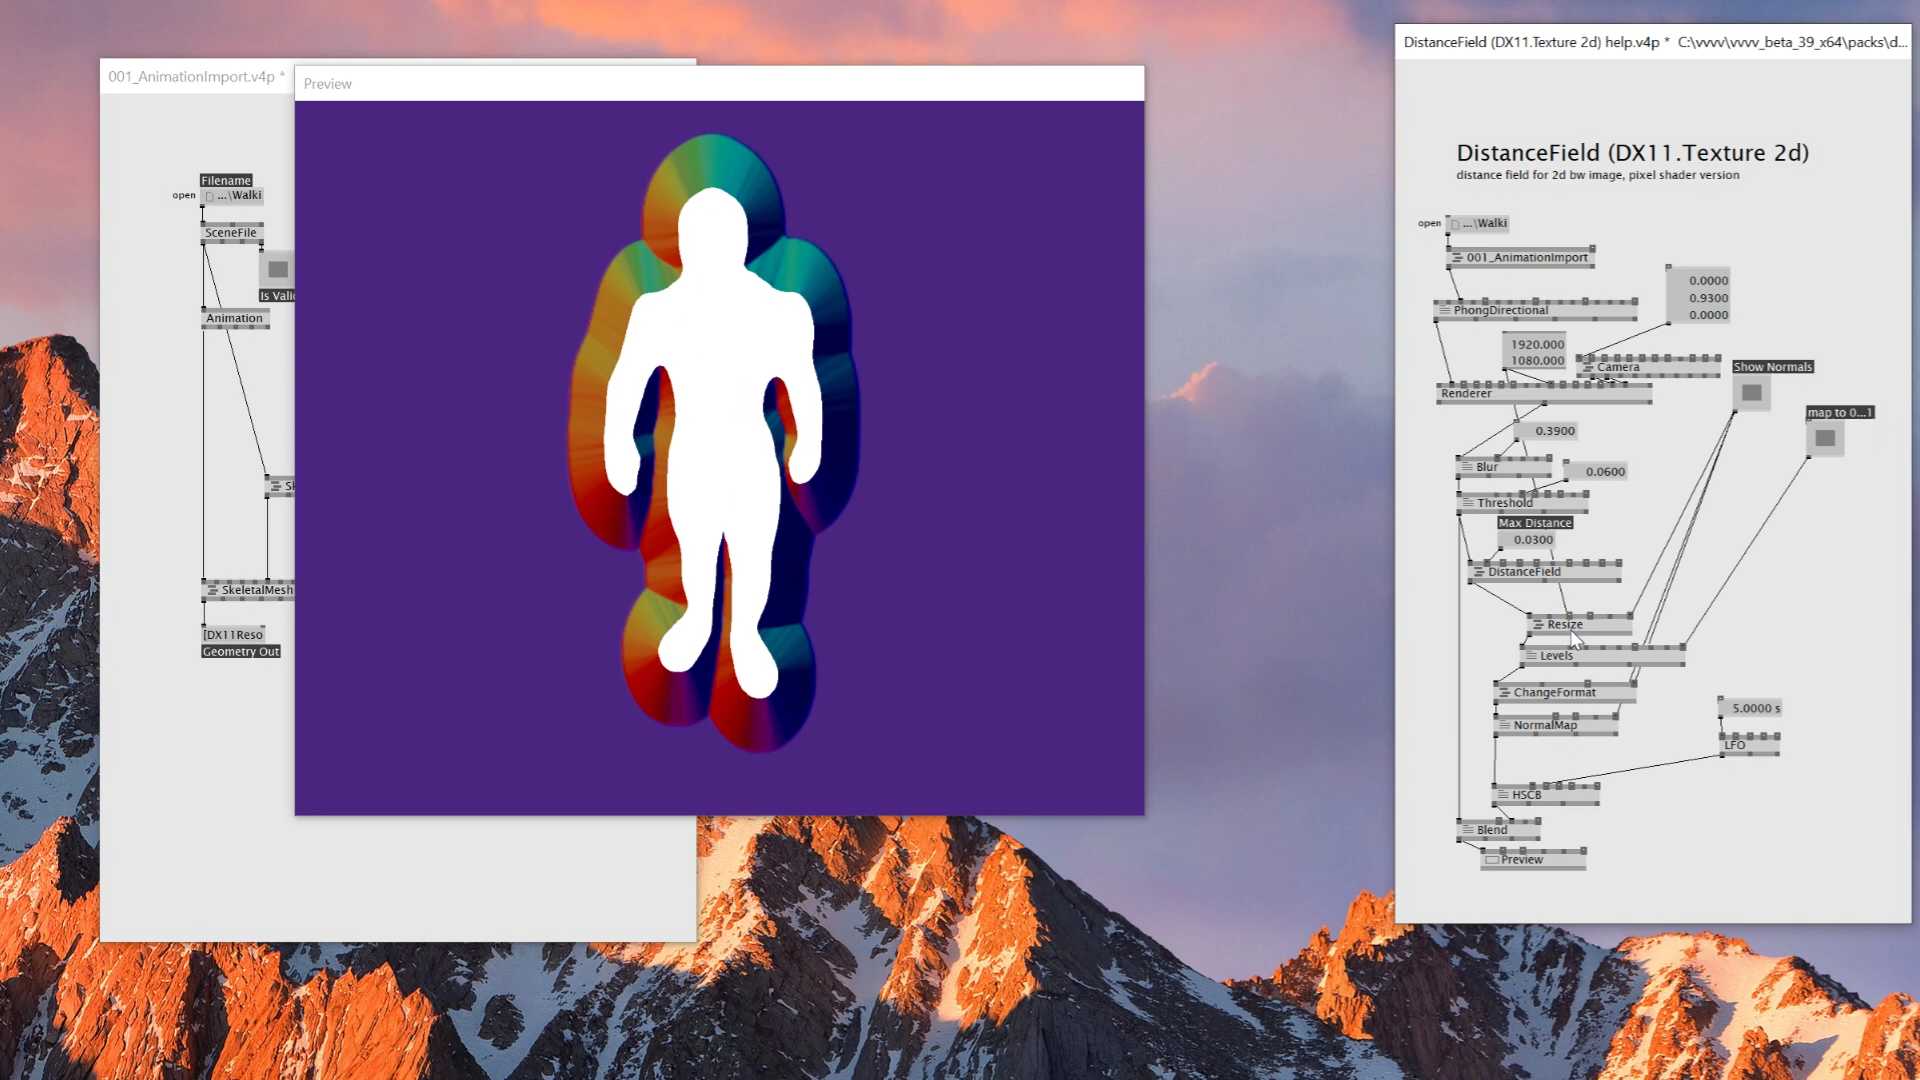 001_AnimationImport.v4p *
Filename
open ...\Walki
SceneFile
Animation
SkeletalMesh
[DX11Reso
Geometry Out
Preview
DistanceField (DX11.Texture 2d) help.v4p * C:\vvvv\vvvv_beta_39_x64\packs\d...
DistanceField (DX11.Texture 2d)
distance field for 2d bw image, pixel shader version
open ...\Walki
001_AnimationImport
0.0000
0.9300
0.0000
PhongDirectional
1920.000
1080.000
Camera
Show Normals
Renderer
map to 0...1
0.3900
Blur
0.0600
Threshold
Max Distance
0.0300
DistanceField
Resize
Levels
ChangeFormat
5.0000 s
NormalMap
LFO
HSCB
Blend
Preview